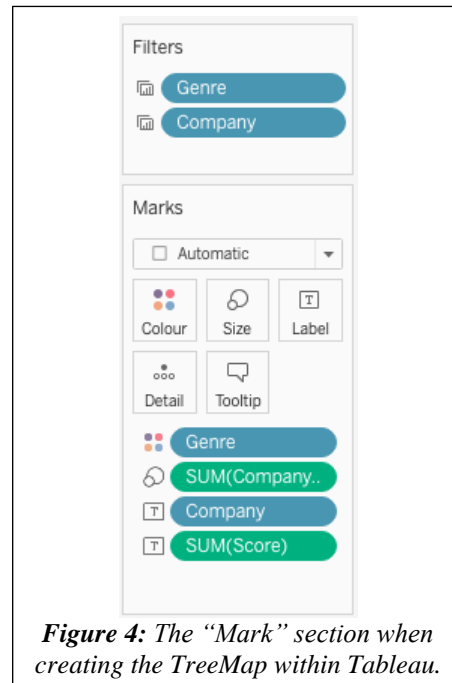 Filters
Genre
Company
Marks
Automatic
Colour
Size
T
Label
Detail
Tooltip
Genre
SUM(Company..
T Company
T SUM(Score)
Figure 4: The “Mark” section when
creating the TreeMap within Tableau.